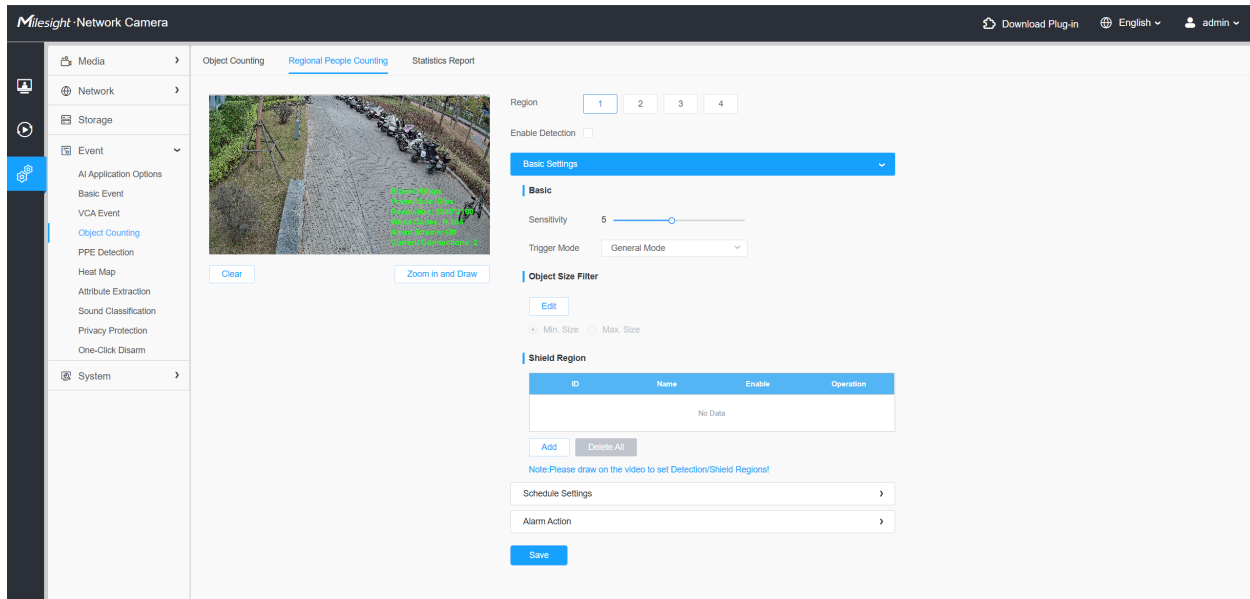 Milesight · Network Camera
Download Plug-in
English
admin
Media
Network
Storage
Event
AI Application Options
Basic Event
VCA Event
Object Counting
PPE Detection
Heat Map
Attribute Extraction
Sound Classification
Privacy Protection
One-Click Disarm
System
Object Counting Regional People Counting Statistics Report
Clear Zoom in and Draw
Region 1 2 3 4
Enable Detection
Basic Settings
Basic
Sensitivity 5
Trigger Mode General Mode
Object Size Filter
Edit
Min. Size Max. Size
Shield Region
ID Name Enable Operation
No Data
Add Delete All
Note:Please draw on the video to set Detection/Shield Regions!
Schedule Settings
Alarm Action
Save